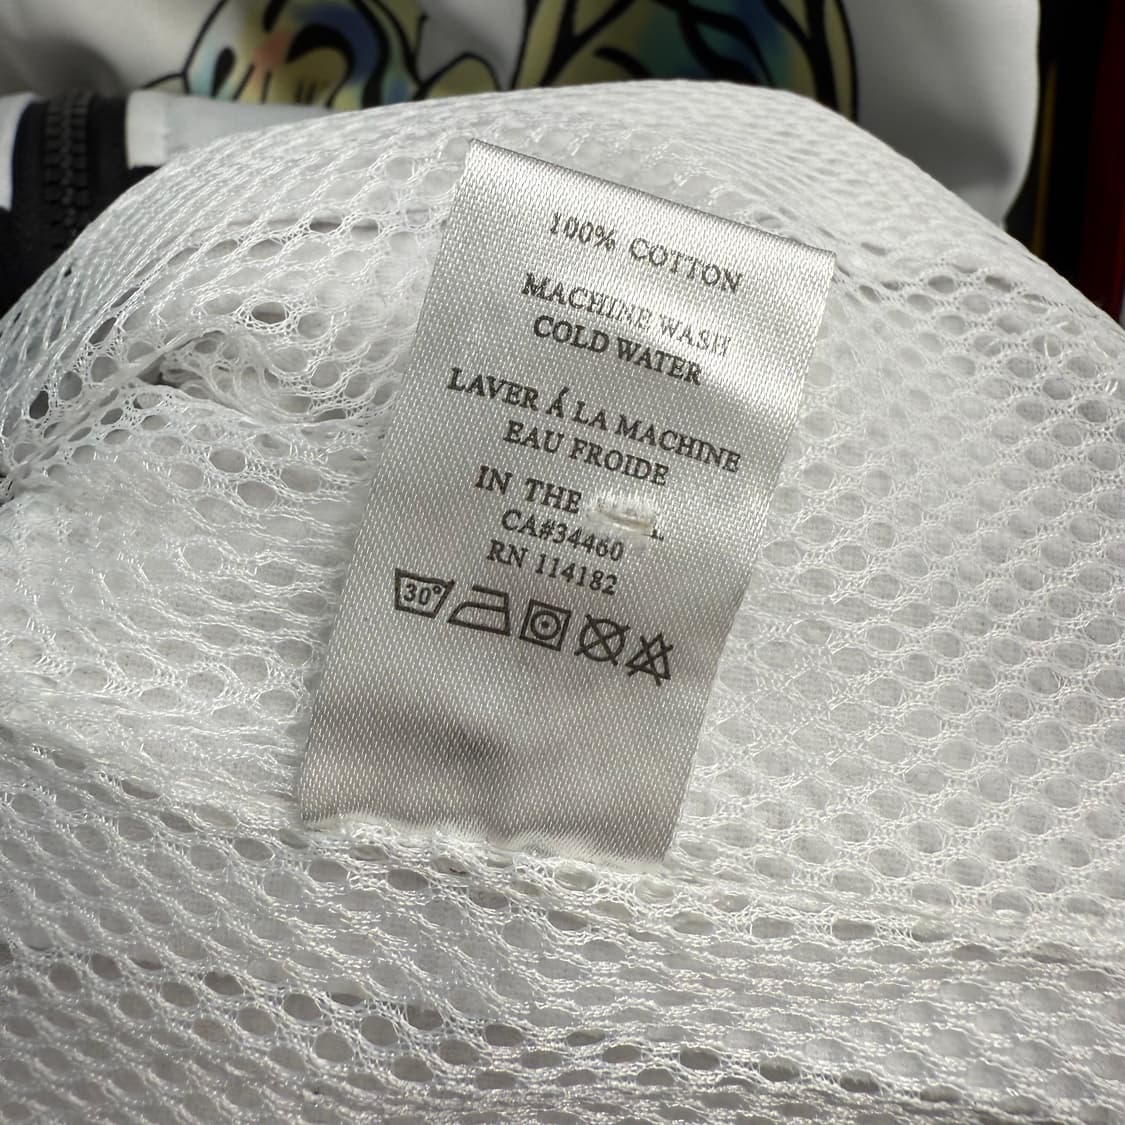 100% COTTON
MACHINE WASH
COLD WATER
LAVER Á LA MACHINE
EAU FROIDE
IN THE
CA#34460
RN 114182
30°